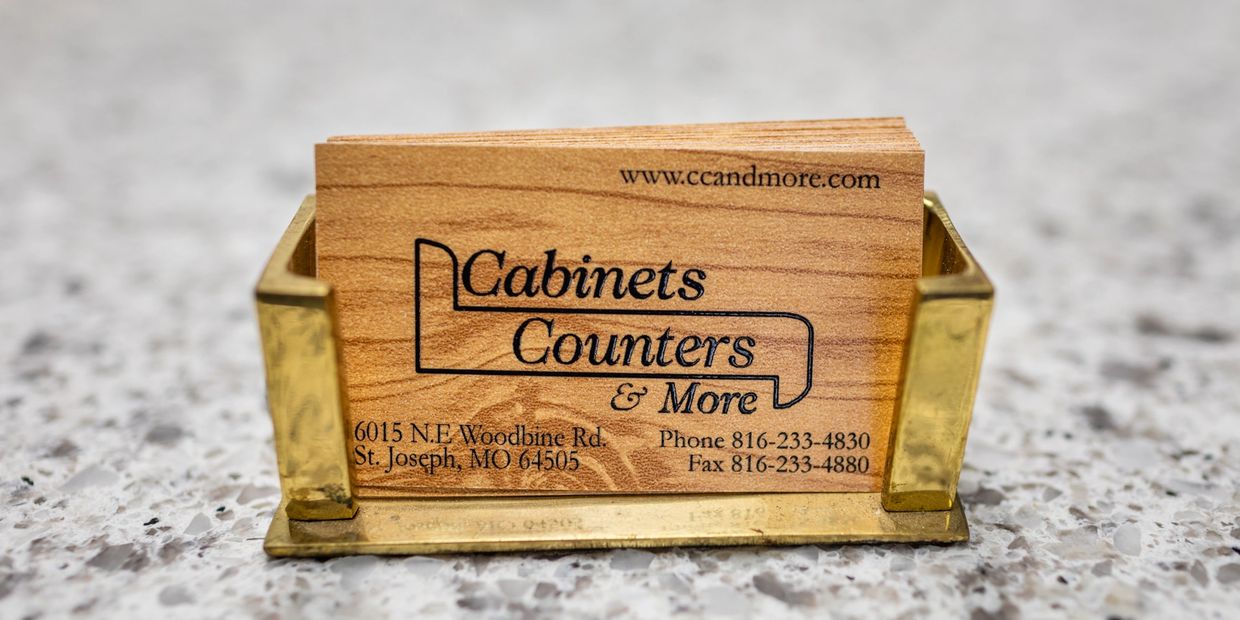 www.ccandmore.com
Cabinets
Counters
& More
6015 N.E Woodbine Rd.
St. Joseph, MO 64505
Phone 816-233-4830
Fax 816-233-4880